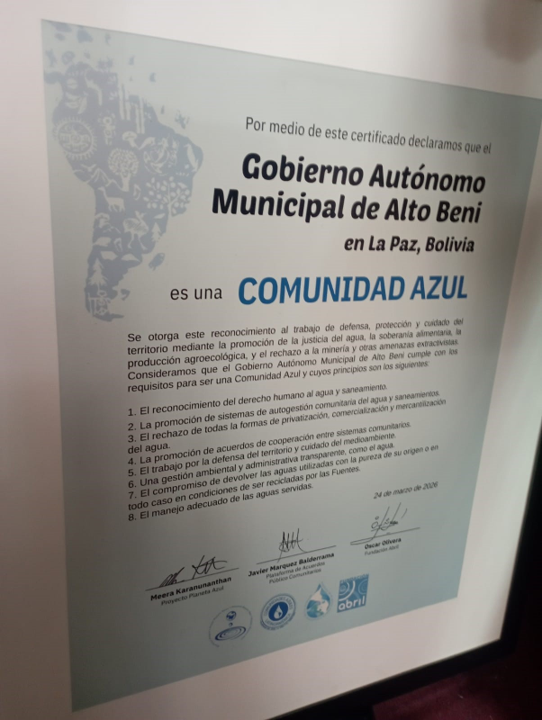 Por medio de este certificado declaramos que el
Gobierno Autónomo
Municipal de Alto Beni
en La Paz, Bolivia
es una COMUNIDAD AZUL
Se otorga este reconocimiento al trabajo de defensa, protección y cuidado del
territorio mediante la promoción de la justicia del agua, la soberanía alimentaria, la
producción agroecológica, y el rechazo a la minería y otras amenazas extractivistas.
Consideramos que el Gobierno Autónomo Municipal de Alto Beni cumple con los
requisitos para ser una Comunidad Azul y cuyos principios son los siguientes:
1. El reconocimiento del derecho humano al agua y saneamiento.
2. La promoción de sistemas de autogestión comunitaria del agua y saneamientos.
3. El rechazo de todas la formas de privatización, comercialización y mercantilización
del agua.
4. La promoción de acuerdos de cooperación entre sistemas comunitarios.
5. El trabajo por la defensa del territorio y cuidado del medioambiente.
6. Una gestión ambiental y administrativa transparente, como el agua.
7. El compromiso de devolver las aguas utilizadas con la pureza de su origen o en
todo caso en condiciones de ser recicladas por las Fuentes.
8. El manejo adecuado de las aguas servidas.
24 de marzo de 2026
Meera Karanunanthan
Proyecto Planeta Azul
Javier Marquez Balderrama
Plataforma de Acuerdos
Público Comunitarios
Oscar Olivera
Fundación Abril
abril